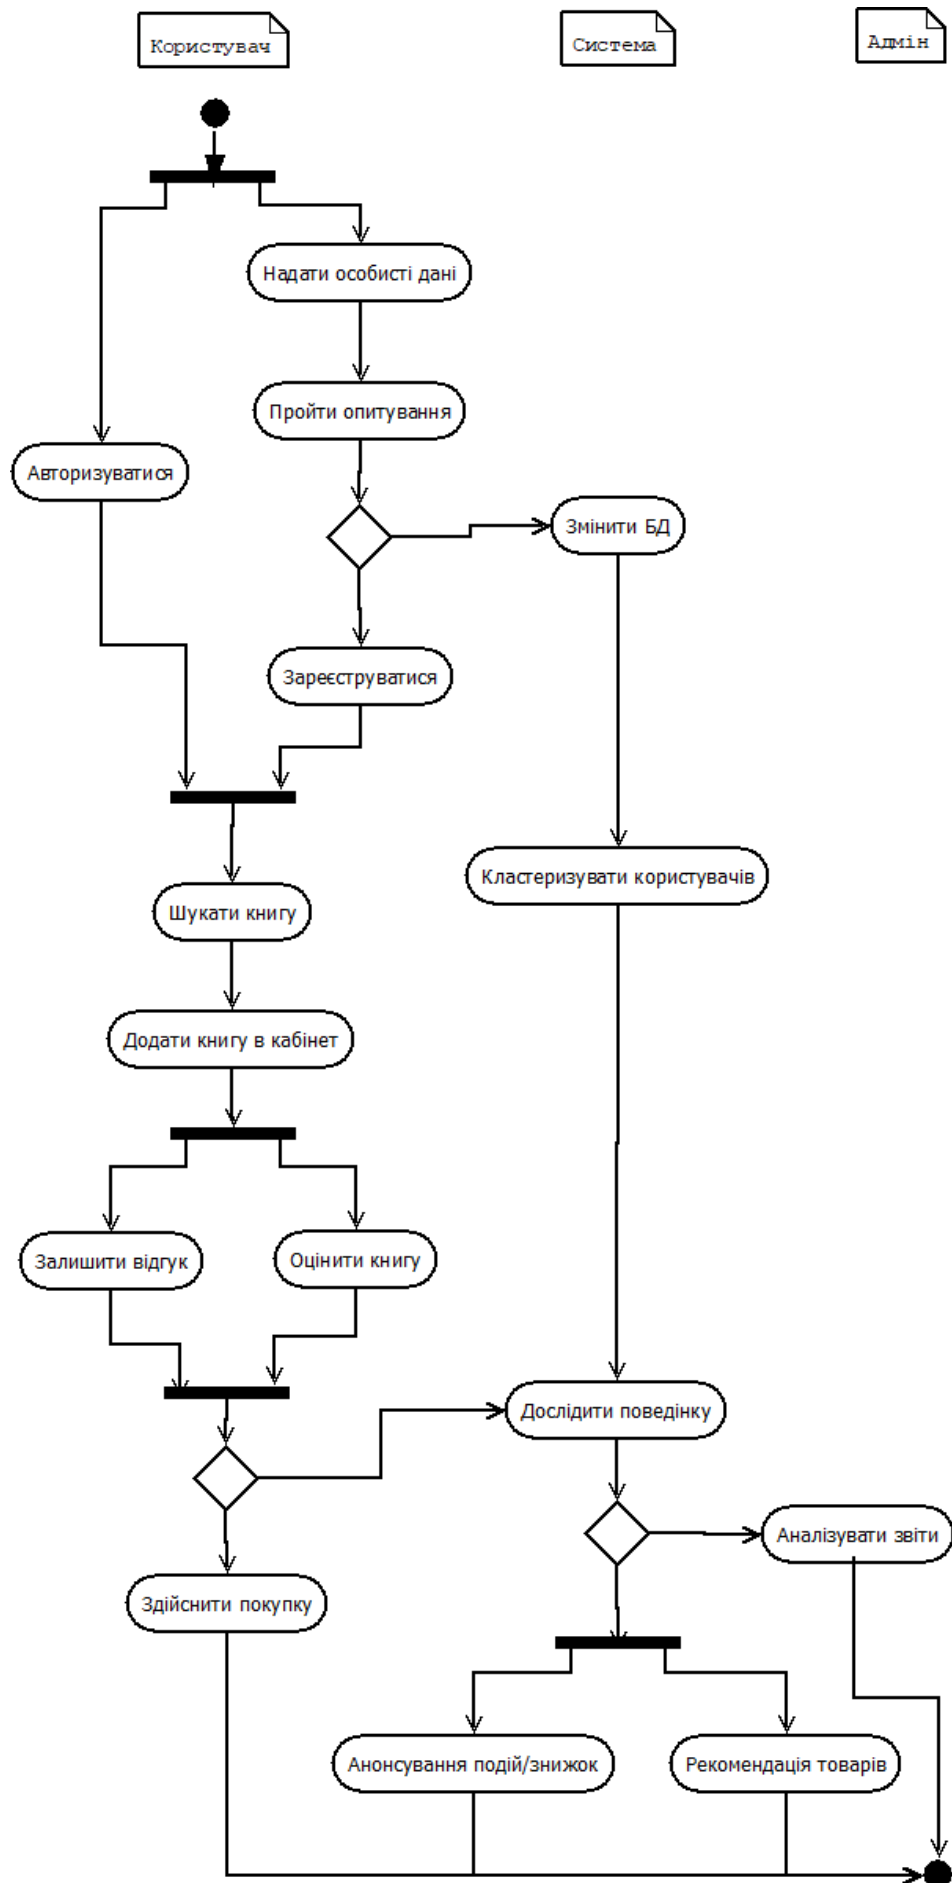 Користувач
Система
Адмін
Надати особисті дані
Пройти опитування
Авторизуватися
Змінити БД
Зареєструватися
Кластеризувати користувачів
Шукати книгу
Додати книгу в кабінет
Залишити відгук
Оцінити книгу
Дослідити поведінку
Аналізувати звіти
Здійснити покупку
Анонсування подій/знижок
Рекомендація товарів